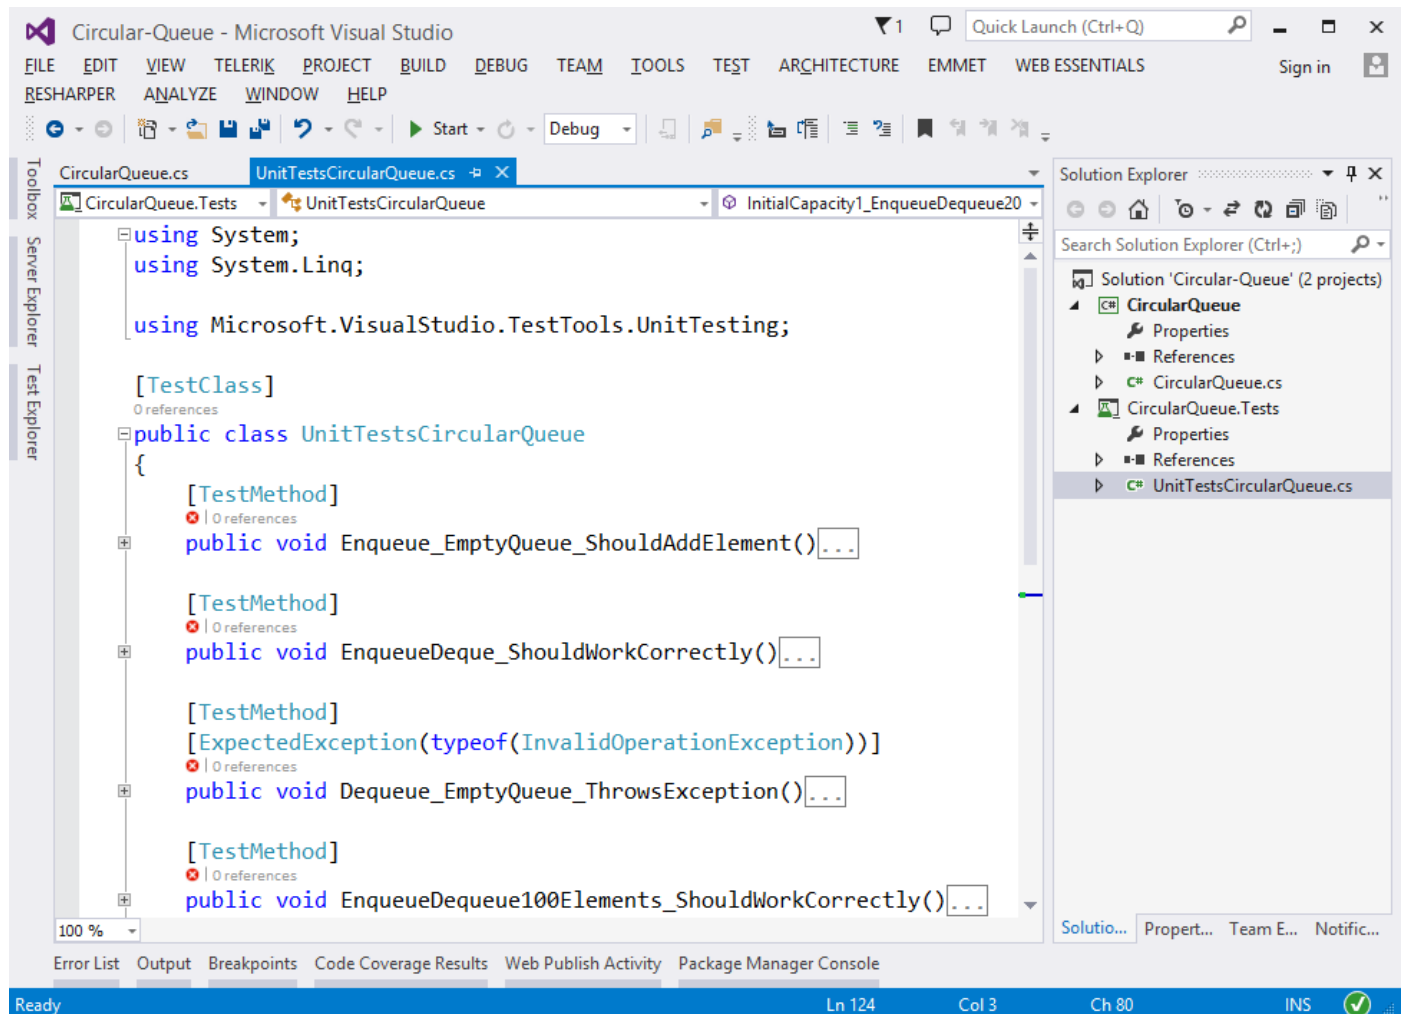 Circular-Queue - Microsoft Visual Studio
1
Quick Launch (Ctrl+Q)
FILE EDIT VIEW TELERIK PROJECT BUILD DEBUG TEAM TOOLS TEST ARCHITECTURE EMMET WEB ESSENTIALS
Sign in
RESHARPER ANALYZE WINDOW HELP
Start
Debug
Toolbox
Server Explorer
Test Explorer
CircularQueue.cs
UnitTestsCircularQueue.cs
CircularQueue.Tests
UnitTestsCircularQueue
InitialCapacity1_EnqueueDequeue20
using System;
using System.Linq;
using Microsoft.VisualStudio.TestTools.UnitTesting;
[TestClass]
0 references
public class UnitTestsCircularQueue
{
[TestMethod]
0 references
public void Enqueue_EmptyQueue_ShouldAddElement()...
[TestMethod]
0 references
public void EnqueueDeque_ShouldWorkCorrectly()...
[TestMethod]
[ExpectedException(typeof(InvalidOperationException))]
0 references
public void Dequeue_EmptyQueue_ThrowsException()...
[TestMethod]
0 references
public void EnqueueDequeue100Elements_ShouldWorkCorrectly()...
100 %
Solution Explorer
Search Solution Explorer (Ctrl+;)
Solution 'Circular-Queue' (2 projects)
C# CircularQueue
Properties
References
C# CircularQueue.cs
CircularQueue.Tests
Properties
References
C# UnitTestsCircularQueue.cs
Solutio... Propert... Team E... Notific...
Error List Output Breakpoints Code Coverage Results Web Publish Activity Package Manager Console
Ready
Ln 124 Col 3 Ch 80 INS